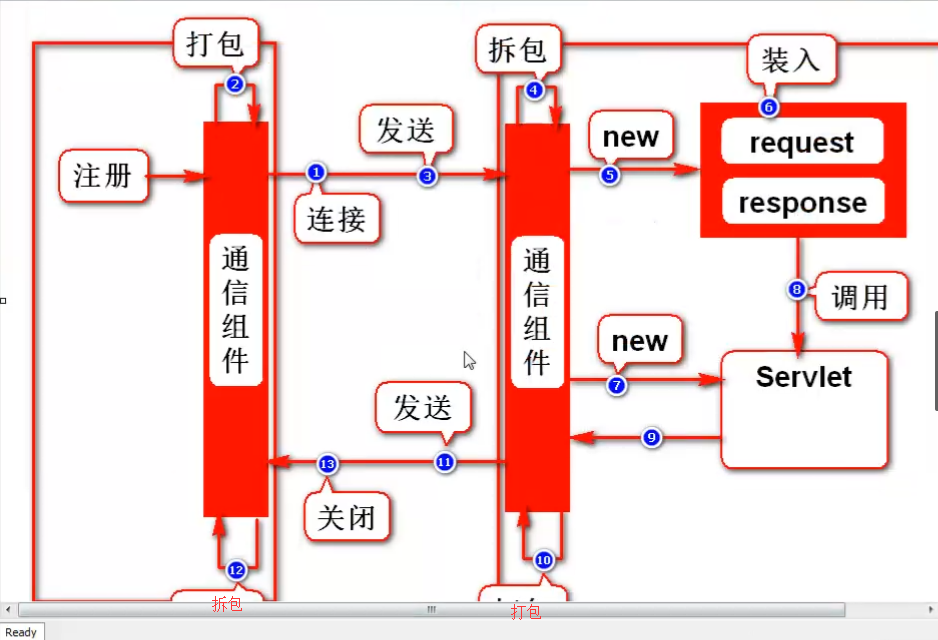 打包
2
拆包
4
装入
6
发送
new
request
注册
1
3
5
连接
response
通信组件
通信组件
8
调用
new
7
Servlet
发送
9
13
11
关闭
12
10
拆包
打包
Ready